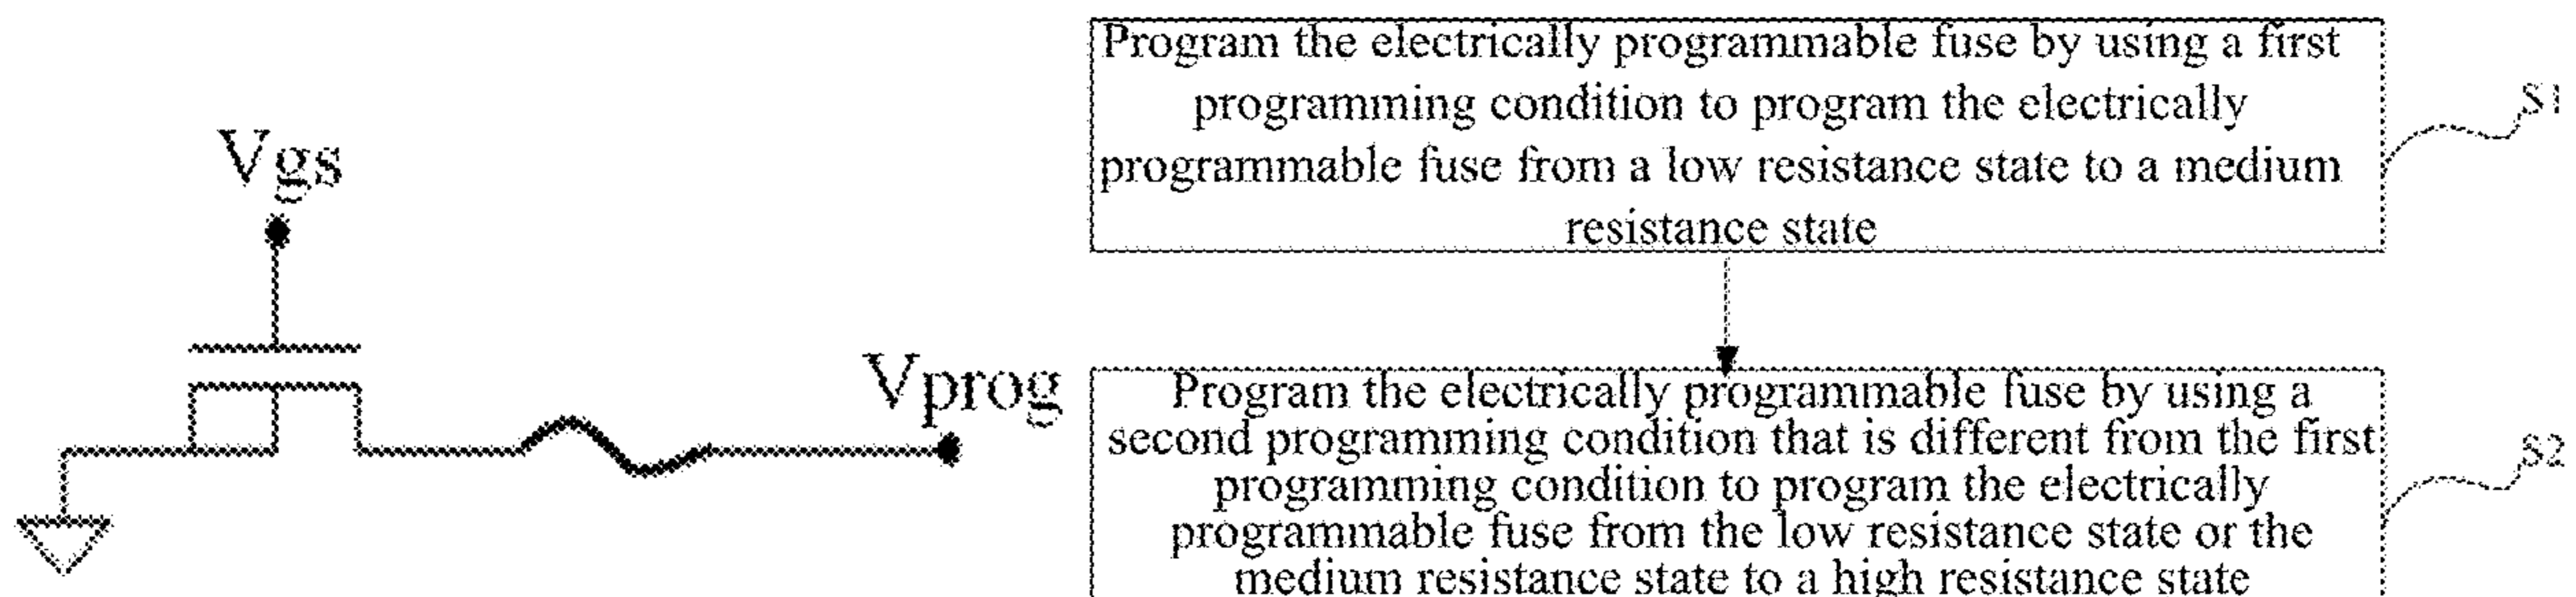 Vgs
Vprog
Program the electrically programmable fuse by using a first
programming condition to program the electrically
programmable fuse from a low resistance state to a medium
resistance state
S1
Program the electrically programmable fuse by using a
second programming condition that is different from the first
programming condition to program the electrically
programmable fuse from the low resistance state or the
medium resistance state to a high resistance state
S2